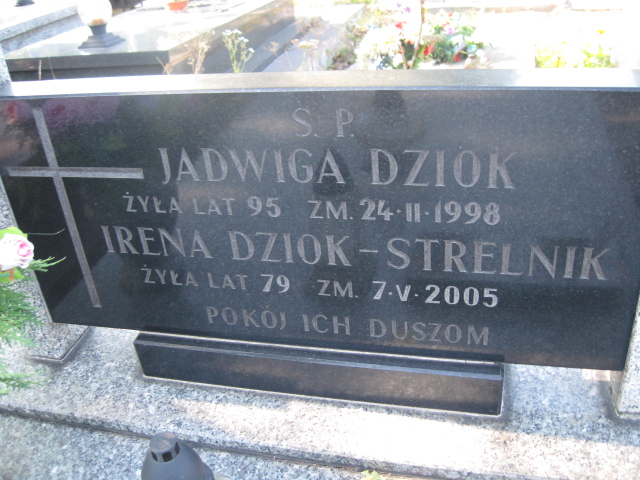 S. P.
JADWIGA DZIOK
ŻYŁA LAT 95 ZM. 24·II·1998
IRENA DZIOK-STRELNIK
ŻYŁA LAT 79 ZM. 7·V·2005
POKÓJ ICH DUSZOM